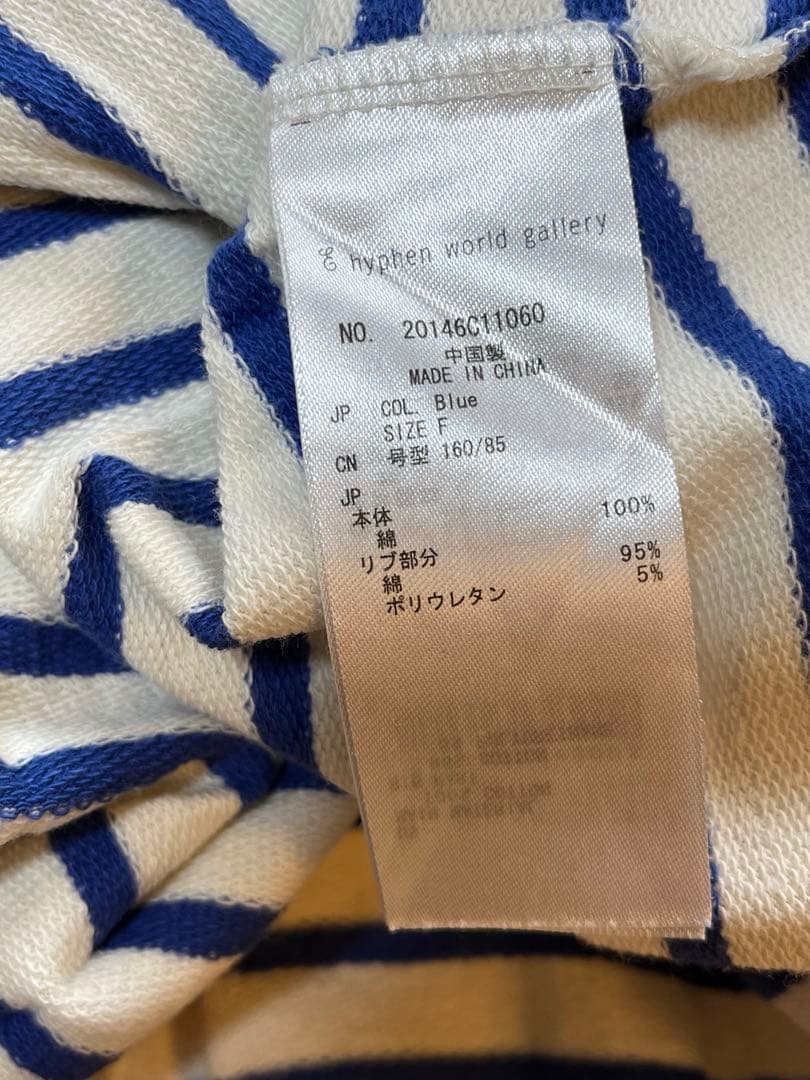 hyphen world gallery
NO. 20146C11060
中国製
MADE IN CHINA
JP COL. Blue
SIZE F
CN 号型 160/85
JP
本体
綿 100%
リブ部分
綿 95%
ポリウレタン 5%